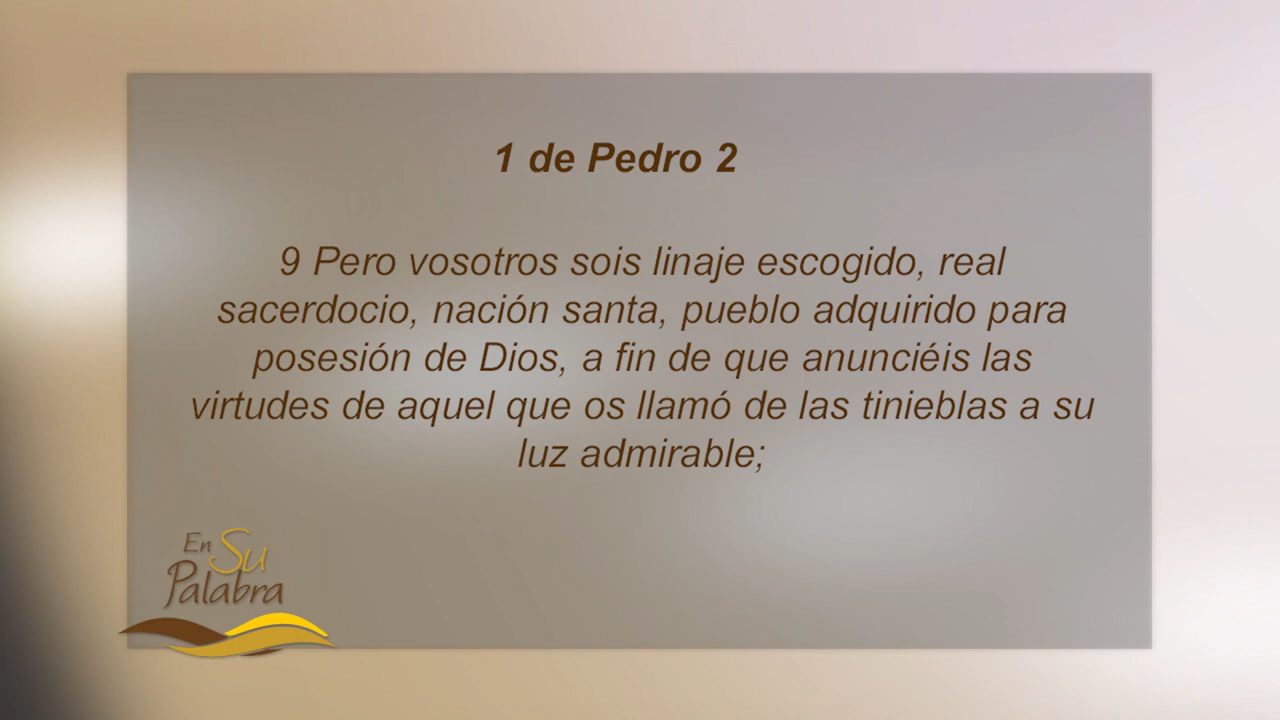 1 de Pedro 2
9 Pero vosotros sois linaje escogido, real
sacerdocio, nación santa, pueblo adquirido para
posesión de Dios, a fin de que anunciéis las
virtudes de aquel que os llamó de las tinieblas a su
luz admirable;
En Su
Palabra